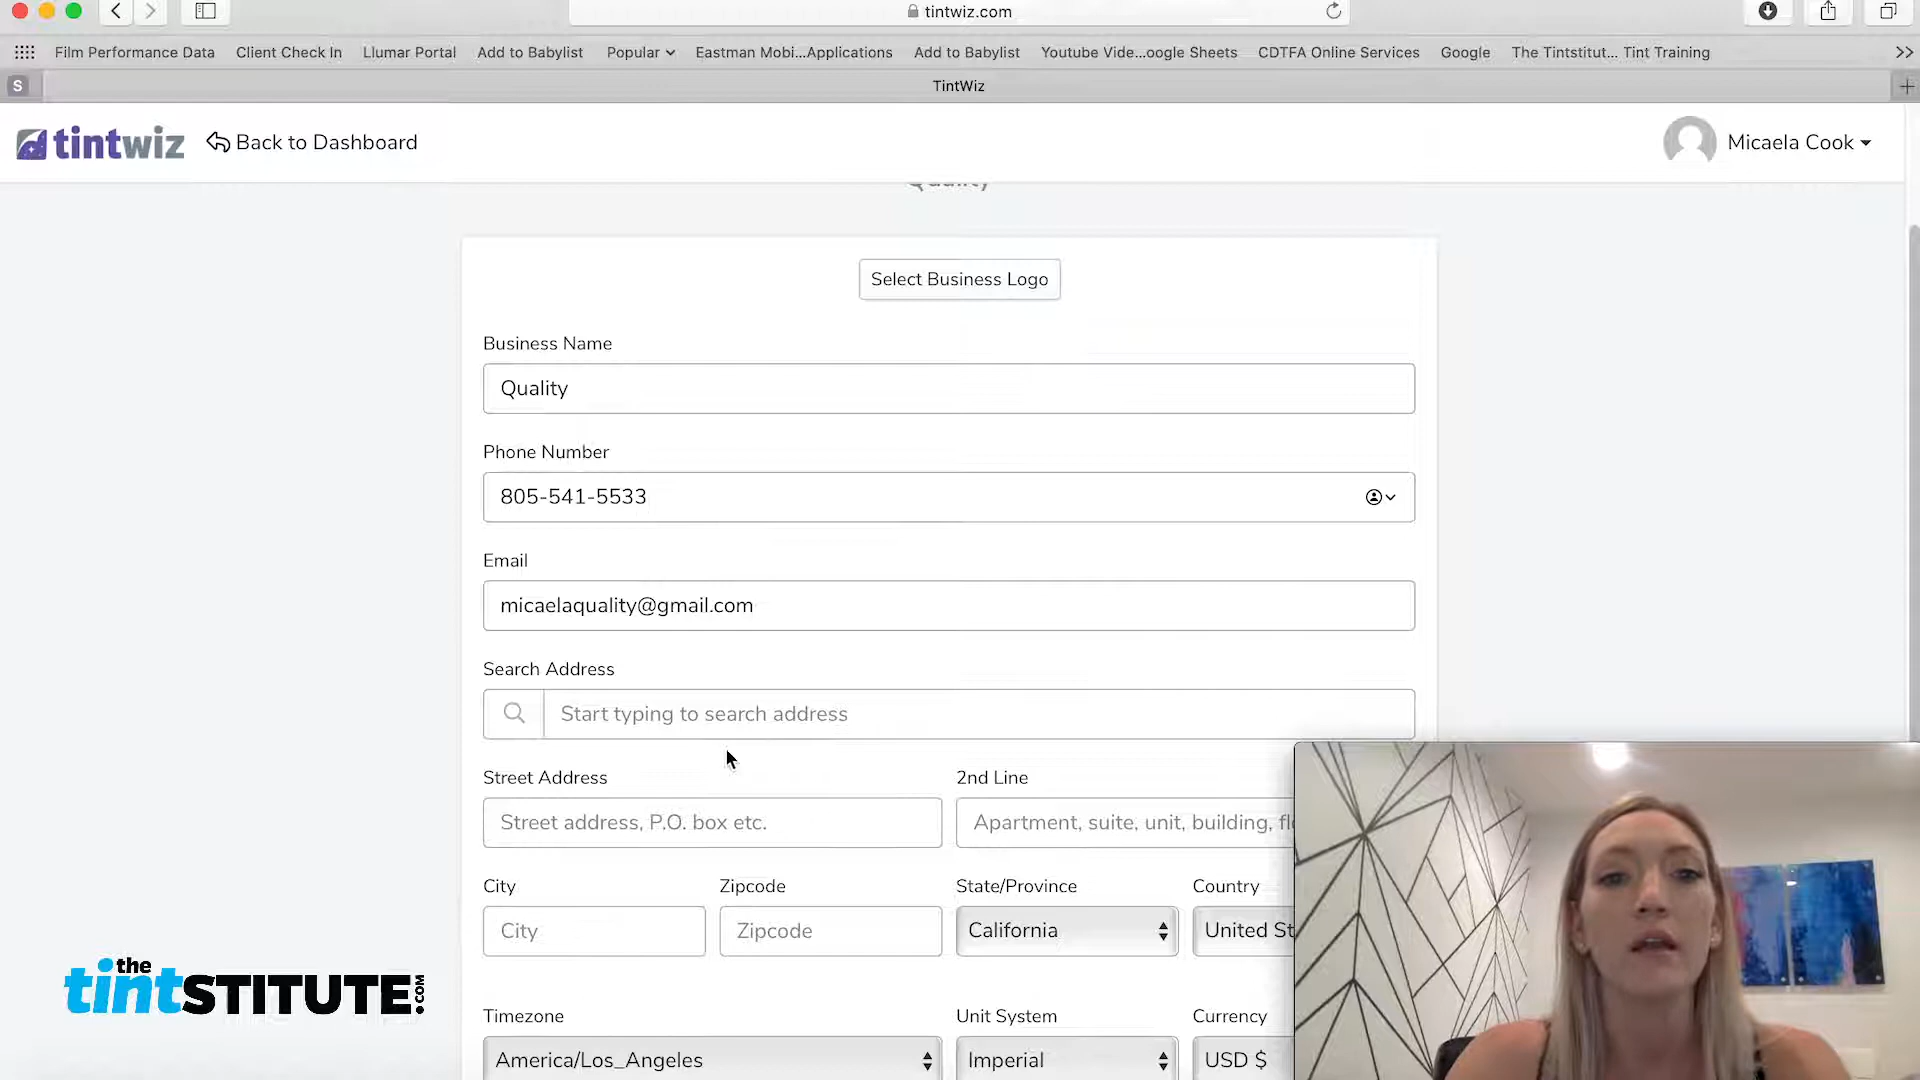 tintwiz.com
Film Performance Data Client Check In Llumar Portal Add to Babylist Popular Eastman Mobi...Applications Add to Babylist Youtube Vide...oogle Sheets CDTFA Online Services Google The Tintstitut... Tint Training
S TintWiz
tintwiz Back to Dashboard Micaela Cook
Quality
Select Business Logo
Business Name
Quality
Phone Number
805-541-5533
Email
micaelaquality@gmail.com
Search Address
Start typing to search address
Street Address 2nd Line
Street address, P.O. box etc. Apartment, suite, unit, building, fl
City Zipcode State/Province Country
City Zipcode California United St
the
tintSTITUTE.COM
Timezone Unit System Currency
America/Los_Angeles Imperial USD $